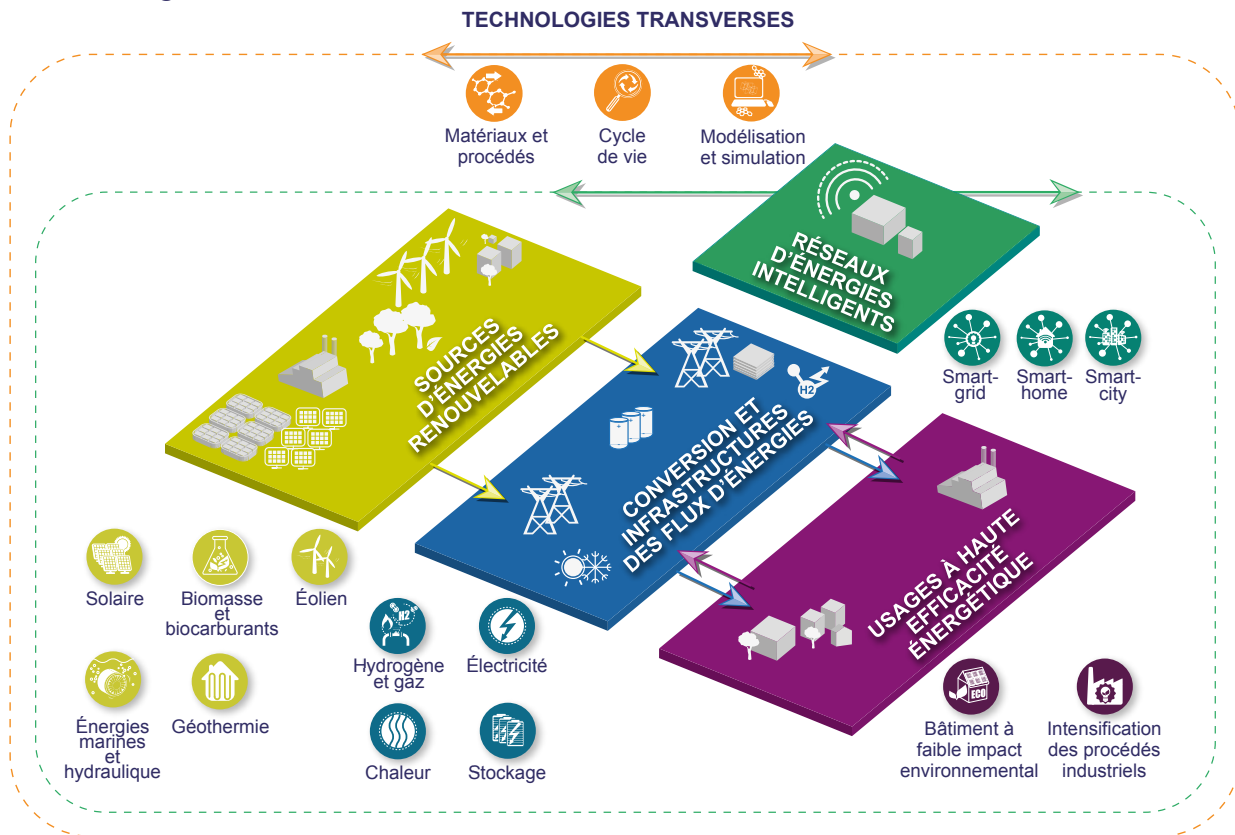 TECHNOLOGIES TRANSVERSES
Matériaux et
procédés
Cycle
de vie
Modélisation
et simulation
RÉSEAUX
D'ÉNERGIES
INTELLIGENTS
Smart-
grid
Smart-
home
Smart-
city
SOURCES
D'ÉNERGIES
RENOUVELABLES
H2
CONVERSION ET
INFRASTRUCTURES
DES FLUX D'ÉNERGIES
USAGES À HAUTE
EFFICACITÉ
ÉNERGÉTIQUE
Solaire
Biomasse
et
biocarburants
Éolien
Énergies
marines
et
hydraulique
Géothermie
H2
Hydrogène
et gaz
Électricité
Chaleur
Stockage
ECO
Bâtiment à
faible impact
environnemental
Intensification
des procédés
industriels